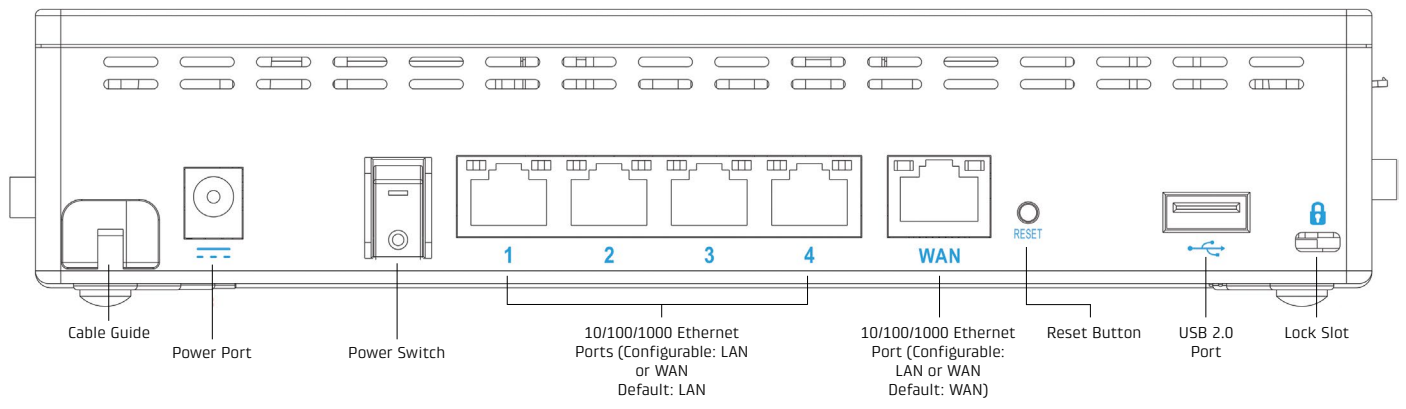 1
2
3
4
WAN
RESET
Cable Guide
Power Port
Power Switch
10/100/1000 Ethernet
Ports (Configurable: LAN
or WAN
Default: LAN
10/100/1000 Ethernet
Port (Configurable:
LAN or WAN
Default: WAN)
Reset Button
USB 2.0
Port
Lock Slot